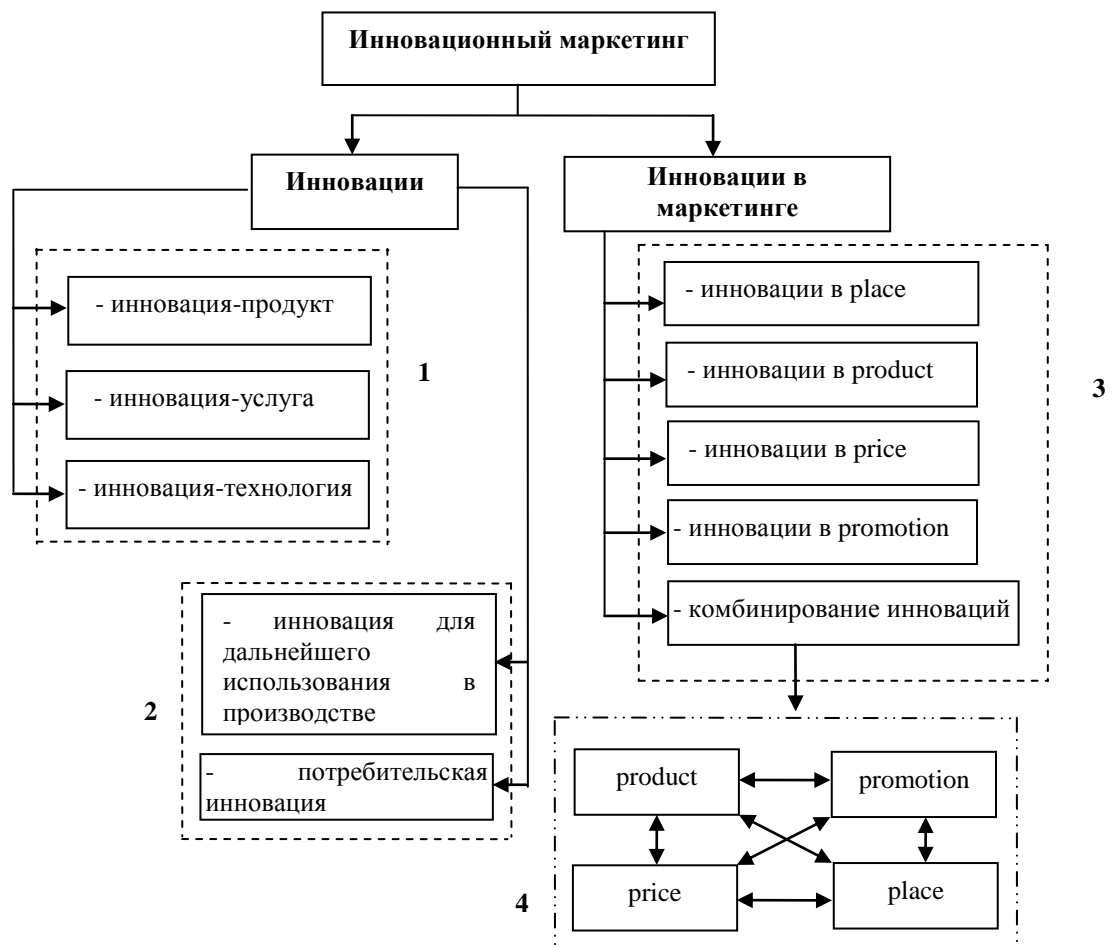 Инновационный маркетинг
Инновации
Инновации в
маркетинге
- инновация-продукт
- инновация-услуга
- инновация-технология
1
- инновация для
дальнейшего
использования в
производстве
- потребительская
инновация
2
- инновации в place
- инновации в product
- инновации в price
- инновации в promotion
- комбинирование инноваций
3
product
promotion
price
place
4